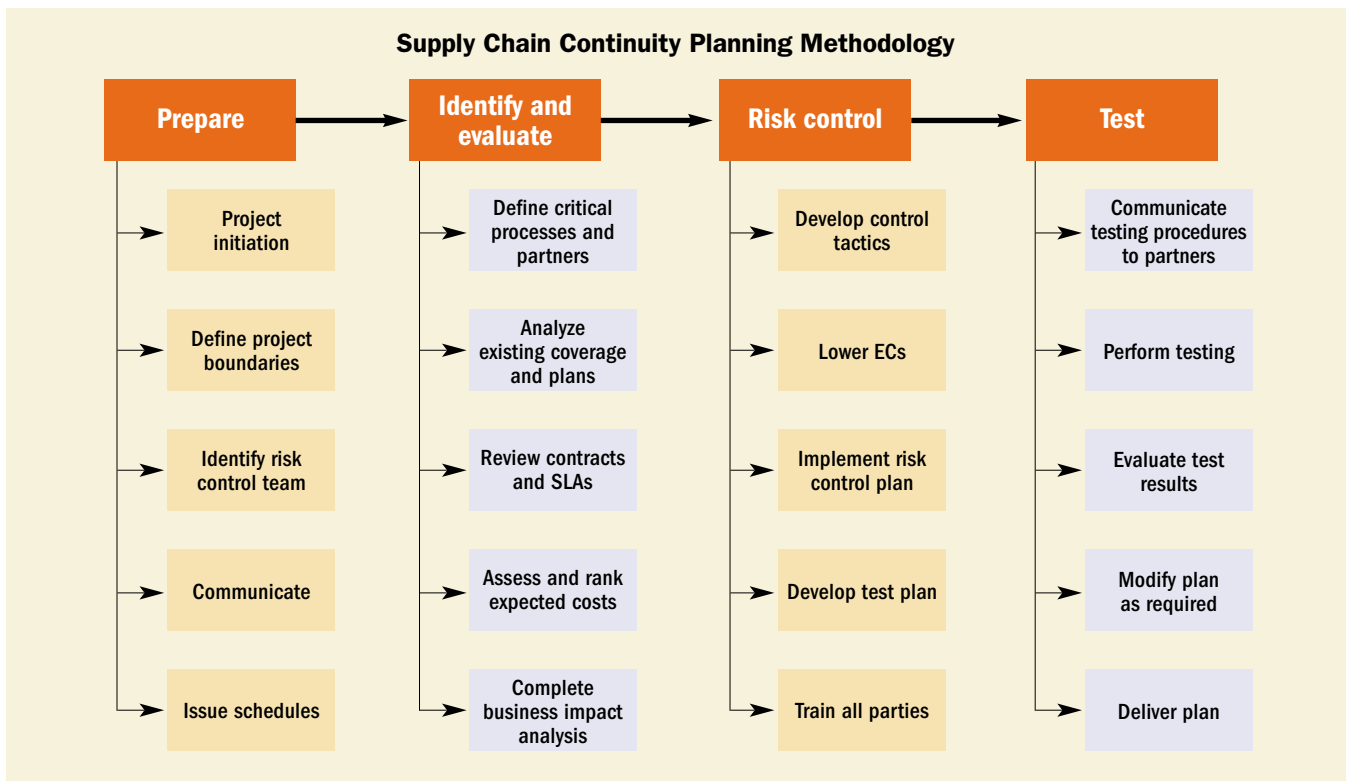 Supply Chain Continuity Planning Methodology
Prepare
Identify and
evaluate
Risk control
Test
Project
initiation
Define project
boundaries
Identify risk
control team
Communicate
Issue schedules
Define critical
processes and
partners
Analyze
existing coverage
and plans
Review contracts
and SLAs
Assess and rank
expected costs
Complete
business impact
analysis
Develop control
tactics
Lower ECs
Implement risk
control plan
Develop test plan
Train all parties
Communicate
testing procedures
to partners
Perform testing
Evaluate test
results
Modify plan
as required
Deliver plan